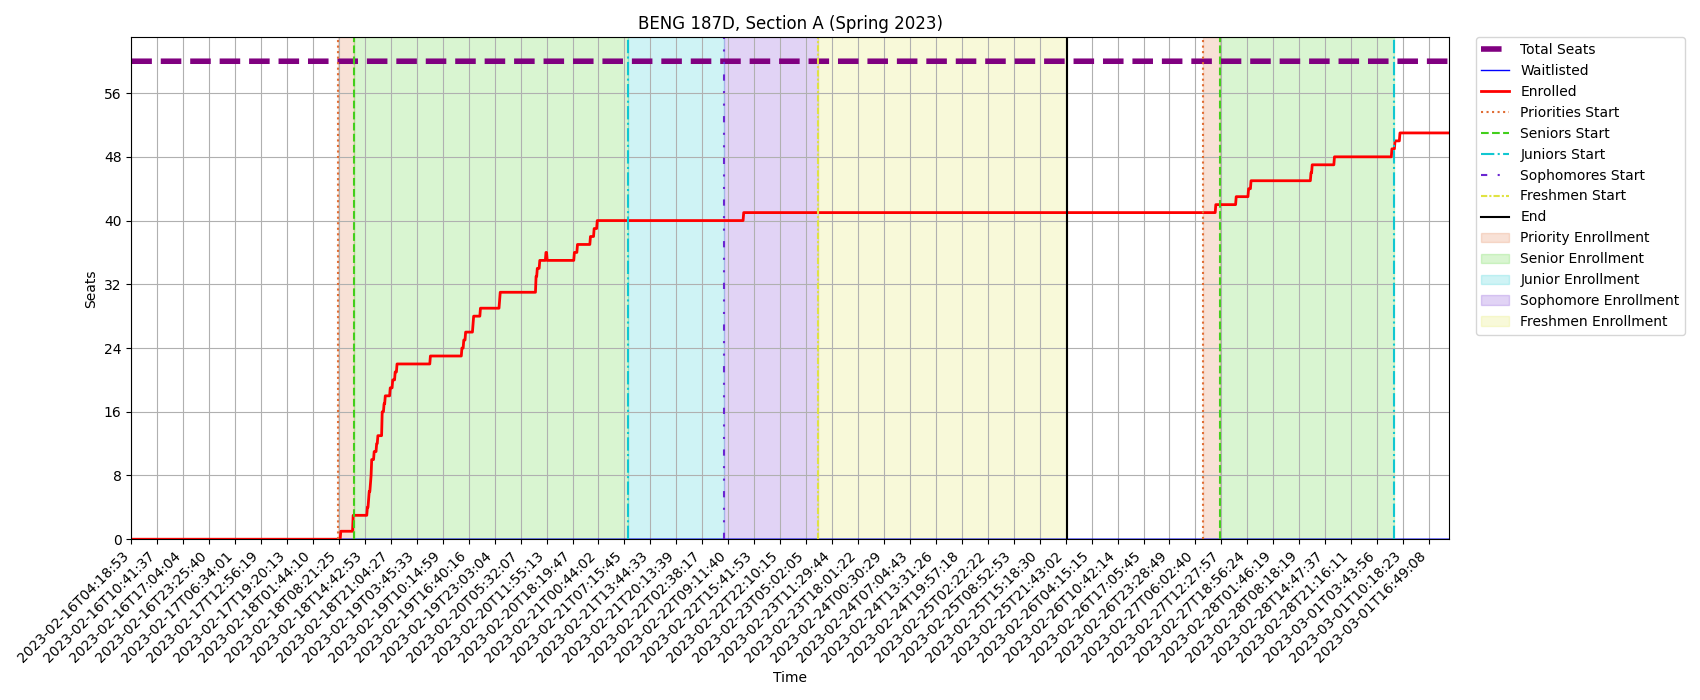 BENG 187D, Section A (Spring 2023)
Total Seats
Waitlisted
Enrolled
Priorities Start
Seniors Start
Juniors Start
Sophomores Start
Freshmen Start
End
Priority Enrollment
Senior Enrollment
Junior Enrollment
Sophomore Enrollment
Freshmen Enrollment
Seats
56
48
40
32
24
16
8
0
2023-02-16T04:18:53
2023-02-16T10:41:37
2023-02-16T17:04:04
2023-02-16T23:25:40
2023-02-17T06:34:01
2023-02-17T12:56:19
2023-02-17T19:20:13
2023-02-18T01:44:10
2023-02-18T08:21:25
2023-02-18T14:42:53
2023-02-18T21:04:27
2023-02-19T03:45:33
2023-02-19T10:14:59
2023-02-19T16:40:16
2023-02-19T23:03:04
2023-02-20T05:32:07
2023-02-20T11:55:13
2023-02-20T18:19:47
2023-02-21T00:44:02
2023-02-21T07:15:45
2023-02-21T13:44:33
2023-02-21T20:13:39
2023-02-22T02:38:17
2023-02-22T09:11:40
2023-02-22T15:41:53
2023-02-22T22:10:15
2023-02-23T05:02:05
2023-02-23T11:29:44
2023-02-23T18:01:22
2023-02-24T00:30:29
2023-02-24T07:04:43
2023-02-24T13:31:26
2023-02-24T19:57:18
2023-02-25T02:22:22
2023-02-25T08:52:53
2023-02-25T15:18:30
2023-02-25T21:43:02
2023-02-26T04:15:15
2023-02-26T10:42:14
2023-02-26T17:05:45
2023-02-26T23:28:49
2023-02-27T06:02:40
2023-02-27T12:27:57
2023-02-27T18:56:24
2023-02-28T01:46:19
2023-02-28T08:18:19
2023-02-28T14:47:37
2023-02-28T21:16:11
2023-03-01T03:43:56
2023-03-01T10:18:23
2023-03-01T16:49:08
Time